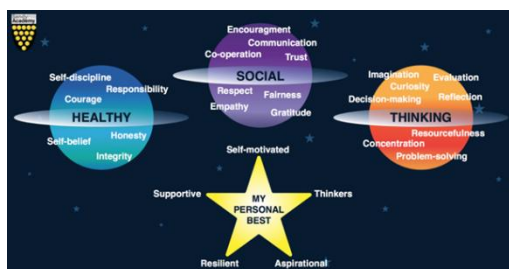 Self-discipline
Responsibility
Courage
HEALTHY
Self-belief
Honesty
Integrity
Encouragment
Communication
Co-operation
Trust
SOCIAL
Respect
Fairness
Empathy
Gratitude
Imagination
Evaluation
Curiosity
Decision-making
Reflection
THINKING
Resourcefulness
Concentration
Problem-solving
Self-motivated
Supportive
Thinkers
MY
PERSONAL
BEST
Resilient
Aspirational